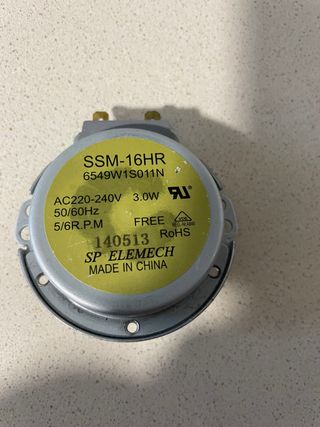 SSM-16HR
6549W1S011N
AC220-240V 3.0W
50/60Hz
5/6R.P.M FREE
RoHS
140513
SP ELEMECH
MADE IN CHINA